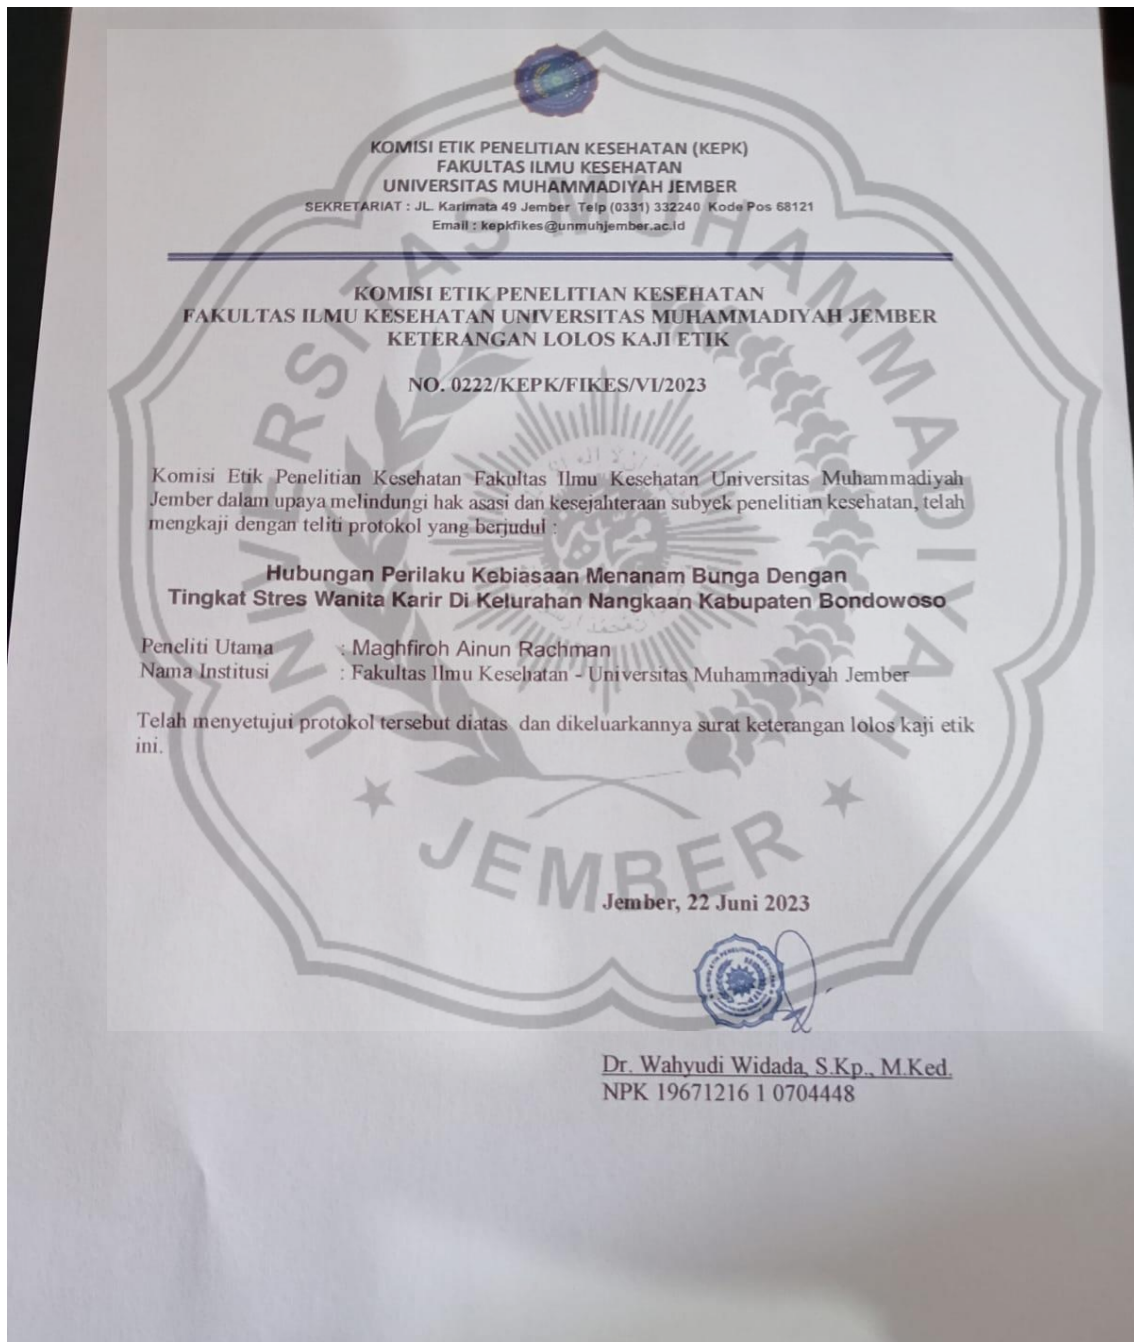 KOMISI ETIK PENELITIAN KESEHATAN (KEPK)
FAKULTAS ILMU KESEHATAN
UNIVERSITAS MUHAMMADIYAH JEMBER
SEKRETARIAT : JL. Karimata 49 Jember Telp (0331) 332240 Kode Pos 68121
Email : kepkfikes@unmuhjember.ac.id
KOMISI ETIK PENELITIAN KESEHATAN
FAKULTAS ILMU KESEHATAN UNIVERSITAS MUHAMMADIYAH JEMBER
KETERANGAN LOLOS KAJI ETIK
NO. 0222/KEPK/FIKES/VI/2023
Komisi Etik Penelitian Kesehatan Fakultas Ilmu Kesehatan Universitas Muhammadiyah
Jember dalam upaya melindungi hak asasi dan kesejahteraan subyek penelitian kesehatan, telah
mengkaji dengan teliti protokol yang berjudul :
Hubungan Perilaku Kebiasaan Menanam Bunga Dengan
Tingkat Stres Wanita Karir Di Kelurahan Nangkaan Kabupaten Bondowoso
Peneliti Utama : Maghfiroh Ainun Rachman
Nama Institusi : Fakultas Ilmu Kesehatan - Universitas Muhammadiyah Jember
Telah menyetujui protokol tersebut diatas dan dikeluarkannya surat keterangan lolos kaji etik
ini.
Jember, 22 Juni 2023
Dr. Wahyudi Widada, S.Kp., M.Ked.
NPK 19671216 1 0704448
UNIVERSITAS MUHAMMADIYAH
JEMBER